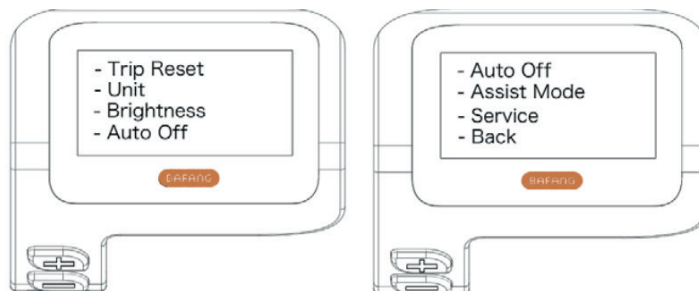 - Trip Reset
- Unit
- Brightness
- Auto Off
BAFANG
+
-
- Auto Off
- Assist Mode
- Service
- Back
BAFANG
+
-